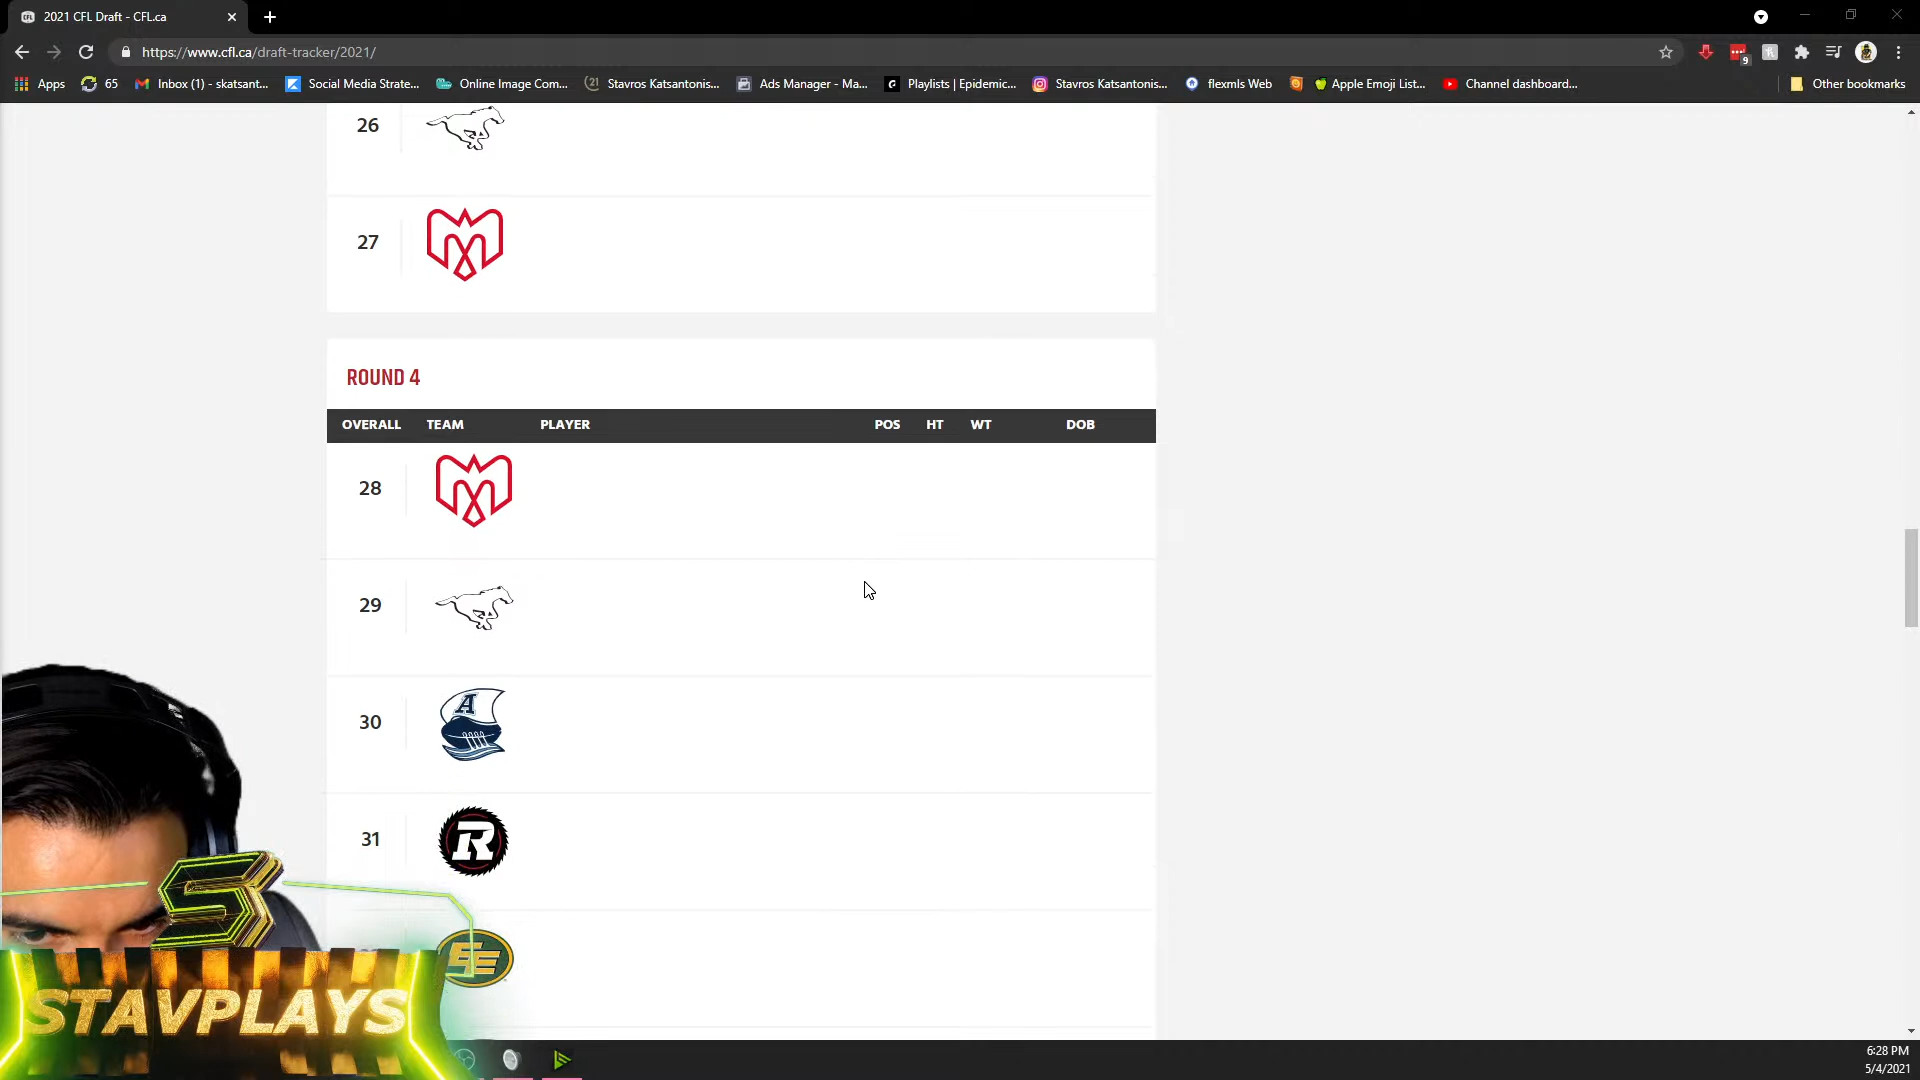 2021 CFL Draft - CFL.ca
https://www.cfl.ca/draft-tracker/2021/
9
Apps
65
Inbox (1) - skatsant...
Social Media Strate...
Online Image Com...
Stavros Katsantonis...
Ads Manager - Ma...
Playlists | Epidemic...
Stavros Katsantonis...
flexmls Web
Apple Emoji List...
Channel dashboard...
Other bookmarks
26
27
ROUND 4
OVERALL TEAM PLAYER POS HT WT DOB
28
29
30 A
31 R
EE
S
STAVPLAYS
6:28 PM
5/4/2021